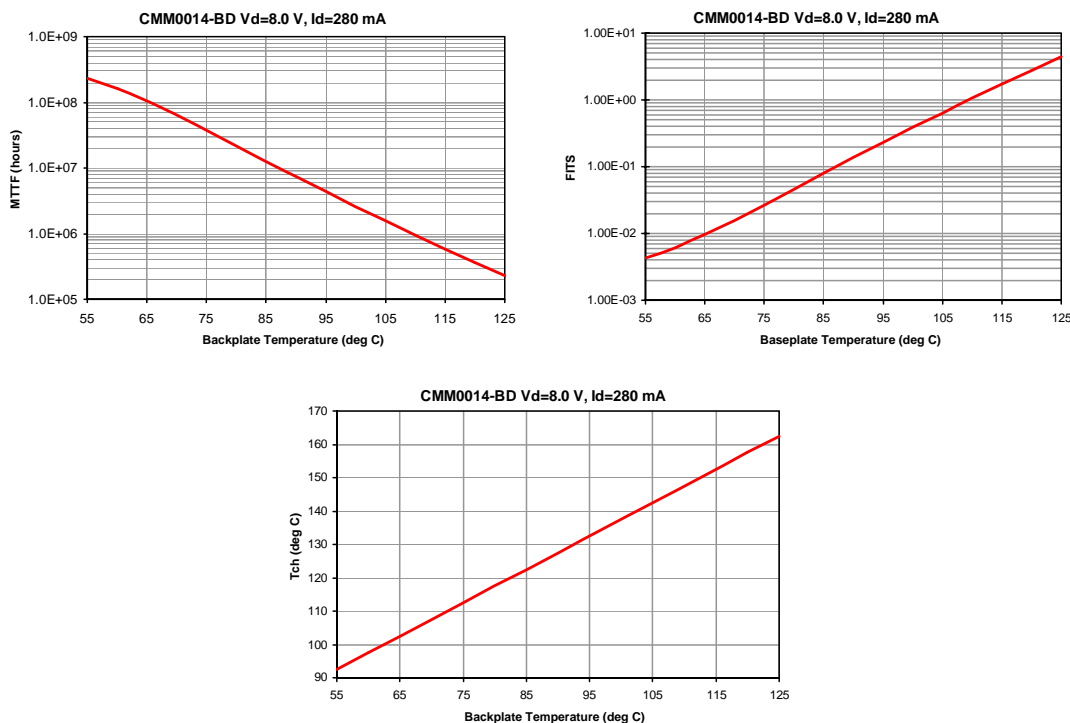 CMM0014-BD Vd=8.0 V, Id=280 mA
1.0E+09
1.0E+08
1.0E+07
1.0E+06
1.0E+05
MTTF (hours)
55 65 75 85 95 105 115 125
Backplate Temperature (deg C)
CMM0014-BD Vd=8.0 V, Id=280 mA
1.00E+01
1.00E+00
1.00E-01
1.00E-02
1.00E-03
FITS
55 65 75 85 95 105 115 125
Baseplate Temperature (deg C)
CMM0014-BD Vd=8.0 V, Id=280 mA
170
160
150
140
130
120
110
100
90
Tch (deg C)
55 65 75 85 95 105 115 125
Backplate Temperature (deg C)